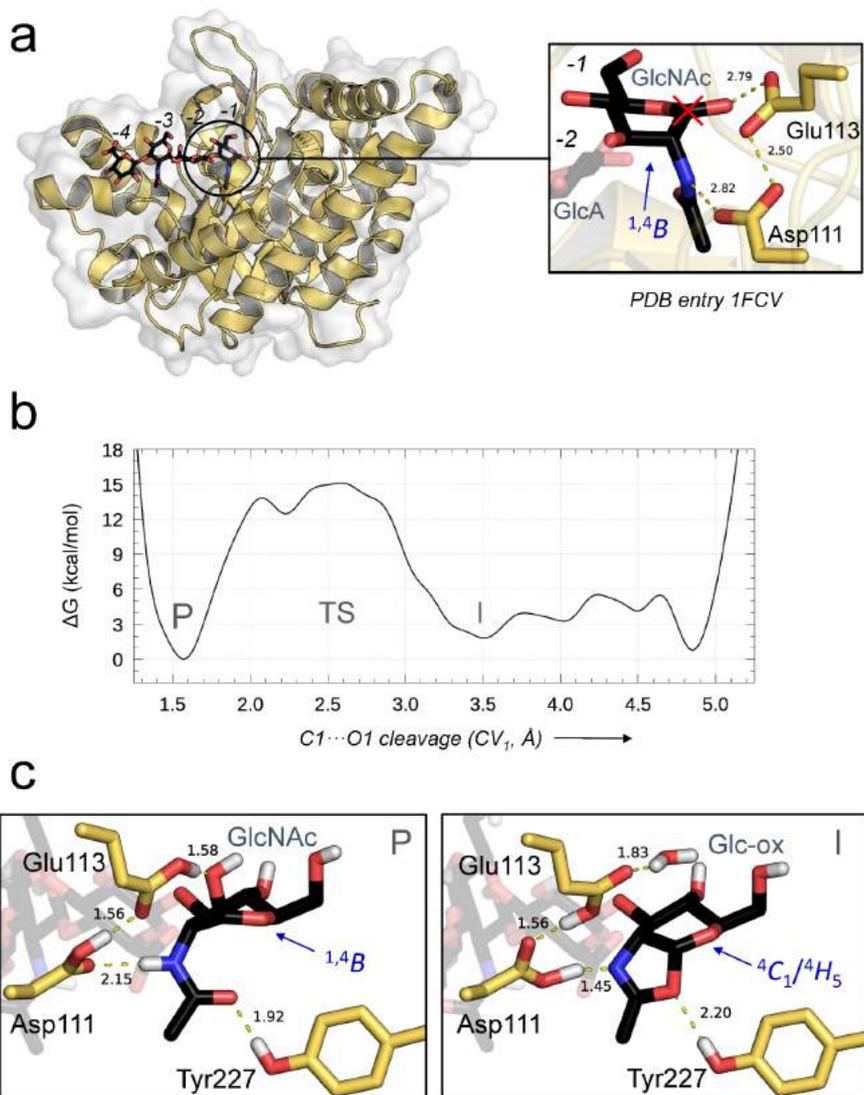 a
-4
-3
-2
-1
-1
GlcNAc
2.79
Glu113
-2
2.50
2.82
GlcA
1,4B
Asp111
PDB entry 1FCV
b
18
15
12
9
6
3
0
ΔG (kcal/mol)
P
TS
I
1.5 2.0 2.5 3.0 3.5 4.0 4.5 5.0
C1···O1 cleavage (CV1, Å)
c
GlcNAc
P
1.58
Glu113
1.56
1,4B
2.15
Asp111
1.92
Tyr227
Glc-ox
I
1.83
Glu113
1.56
4C1/4H5
1.45
Asp111
2.20
Tyr227